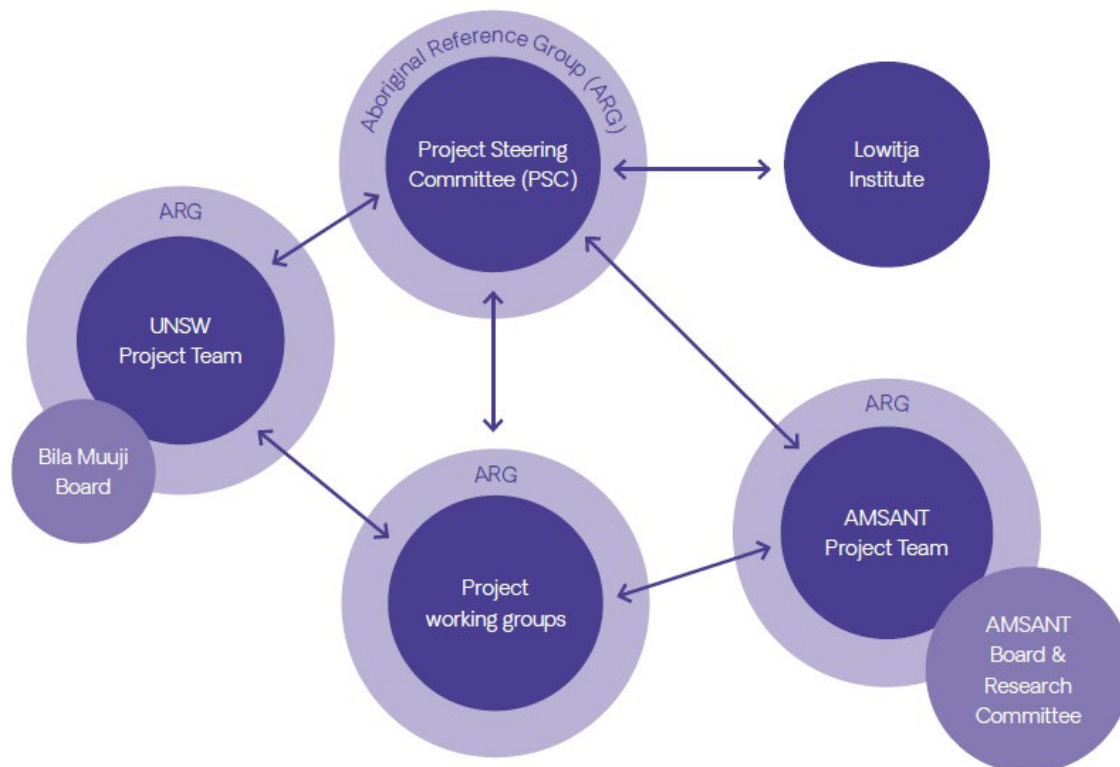 Aboriginal Reference Group (ARG)
Project Steering
Committee (PSC)
Lowitja
Institute
ARG
UNSW
Project Team
Bila Muuji
Board
ARG
Project
working groups
ARG
AMSANT
Project Team
AMSANT
Board &
Research
Committee